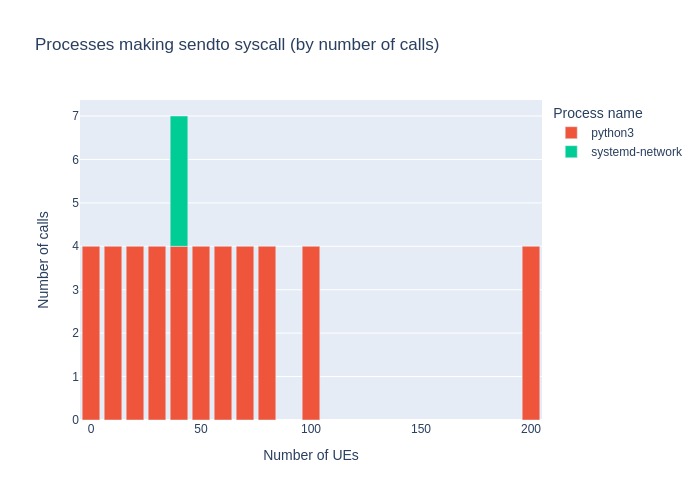 Processes making sendto syscall (by number of calls)
Process name
python3
systemd-network
Number of calls
7
6
5
4
3
2
1
0
0 50 100 150 200
Number of UEs